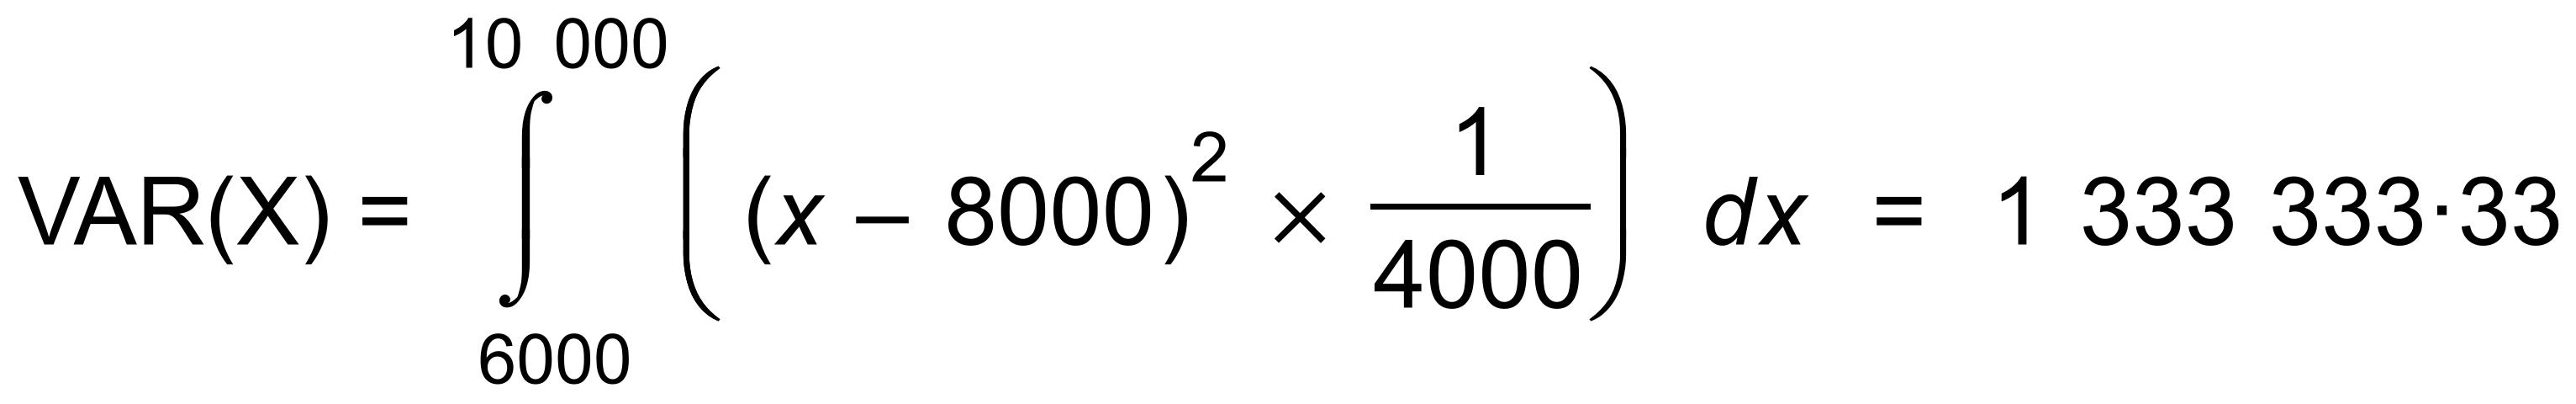 VAR(X) = ∫_{6000}^{10 000} ((x − 8000)² × 1/4000) dx = 1 333 333·33